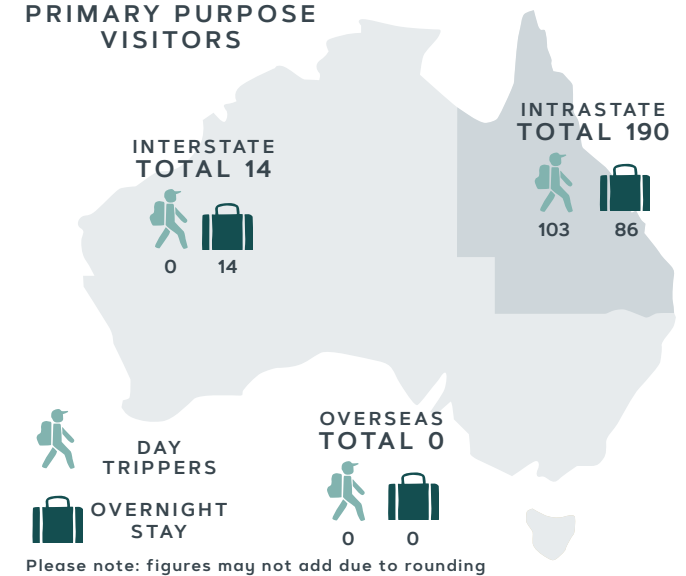 PRIMARY PURPOSE
VISITORS
INTERSTATE
TOTAL 14
0 14
INTRASTATE
TOTAL 190
103 86
DAY
TRIPPERS
OVERNIGHT
STAY
OVERSEAS
TOTAL 0
0 0
Please note: figures may not add due to rounding